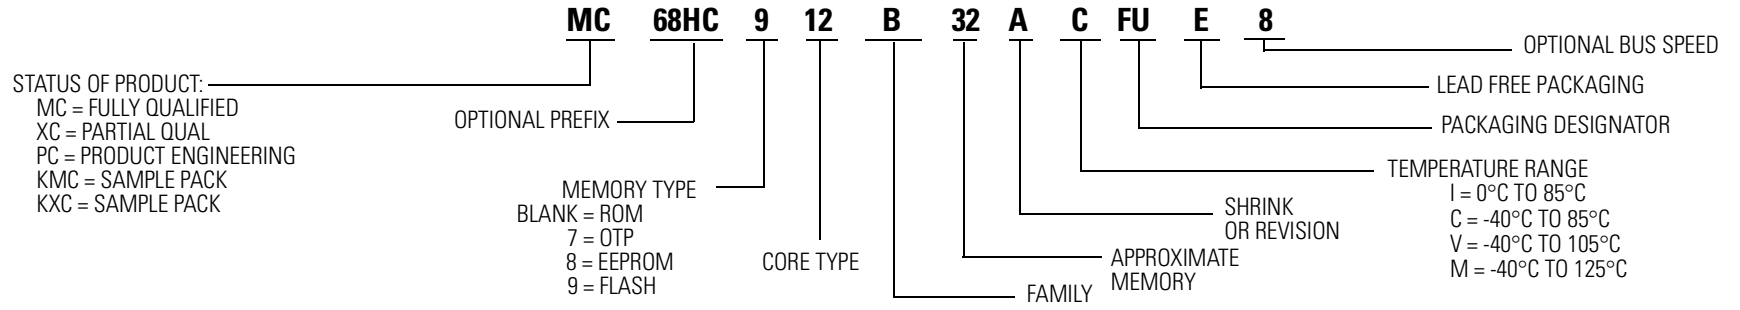 MC 68HC 9 12 B 32 A C FU E 8
OPTIONAL BUS SPEED
STATUS OF PRODUCT:
MC = FULLY QUALIFIED
XC = PARTIAL QUAL
PC = PRODUCT ENGINEERING
KMC = SAMPLE PACK
KXC = SAMPLE PACK
LEAD FREE PACKAGING
OPTIONAL PREFIX
PACKAGING DESIGNATOR
TEMPERATURE RANGE
I = 0°C TO 85°C
C = -40°C TO 85°C
V = -40°C TO 105°C
M = -40°C TO 125°C
MEMORY TYPE
BLANK = ROM
7 = OTP
8 = EEPROM
9 = FLASH
SHRINK
OR REVISION
CORE TYPE
APPROXIMATE
MEMORY
FAMILY